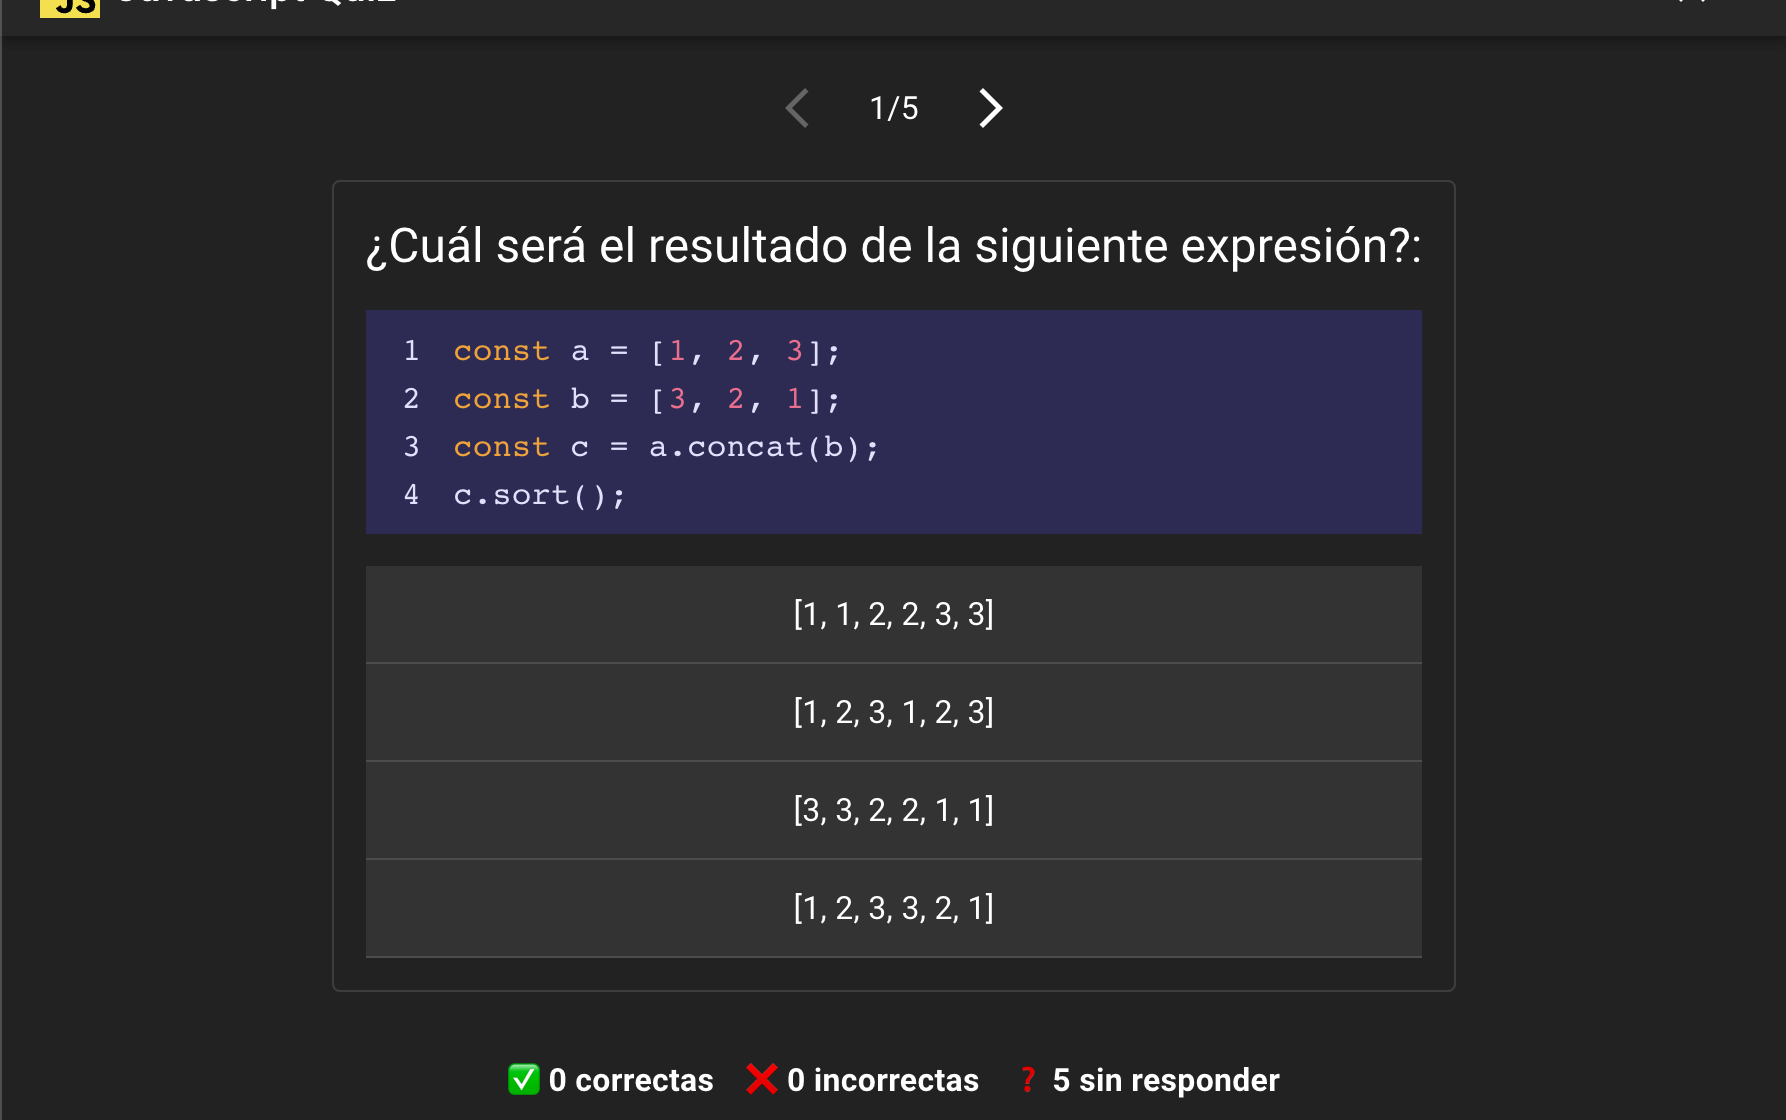 JS Javascript Quiz
1/5
¿Cuál será el resultado de la siguiente expresión?:
1 const a = [1, 2, 3];
2 const b = [3, 2, 1];
3 const c = a.concat(b);
4 c.sort();
[1, 1, 2, 2, 3, 3]
[1, 2, 3, 1, 2, 3]
[3, 3, 2, 2, 1, 1]
[1, 2, 3, 3, 2, 1]
✅ 0 correctas ❌ 0 incorrectas ❓ 5 sin responder